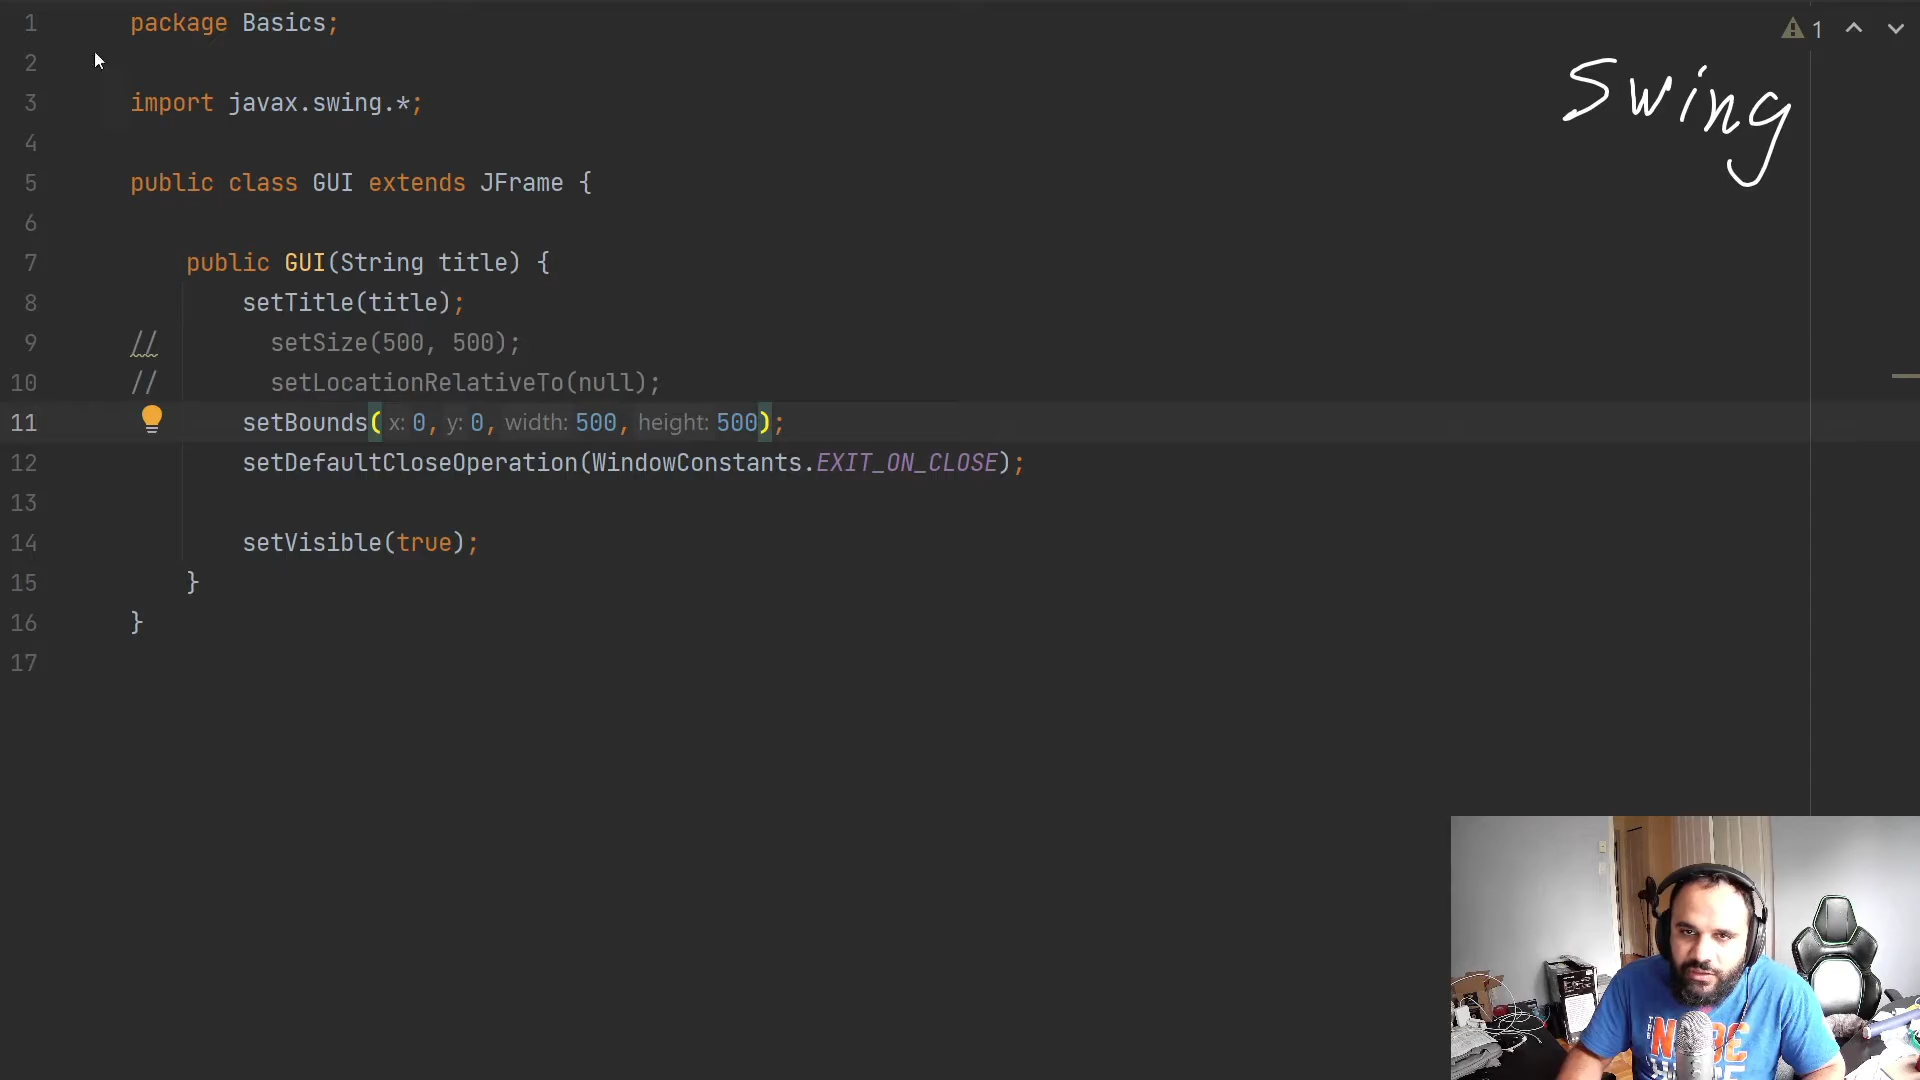 1 package Basics;
2
3 import javax.swing.*;
4
5 public class GUI extends JFrame {
6
7 public GUI(String title) {
8 setTitle(title);
9 // setSize(500, 500);
10 // setLocationRelativeTo(null);
11 setBounds( x: 0, y: 0, width: 500, height: 500);
12 setDefaultCloseOperation(WindowConstants.EXIT_ON_CLOSE);
13
14 setVisible(true);
15 }
16 }
17
1
Swing
THE